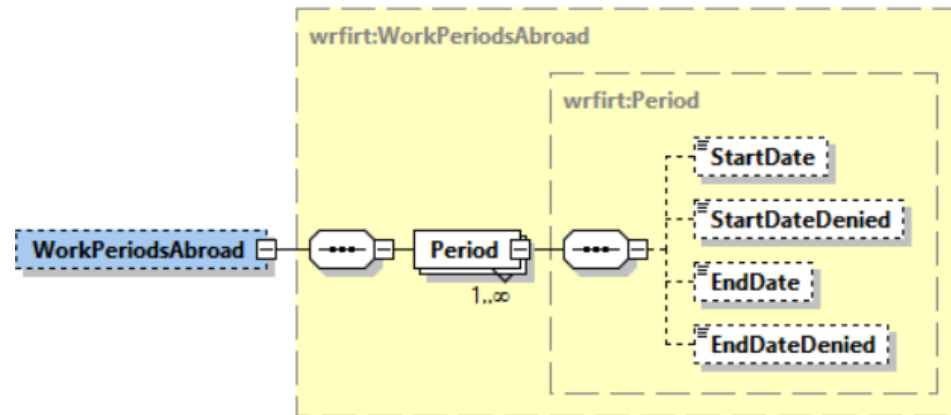 wrfirt:WorkPeriodsAbroad
wrfirt:Period
StartDate
StartDateDenied
WorkPeriodsAbroad
Period
EndDate
1..∞
EndDateDenied